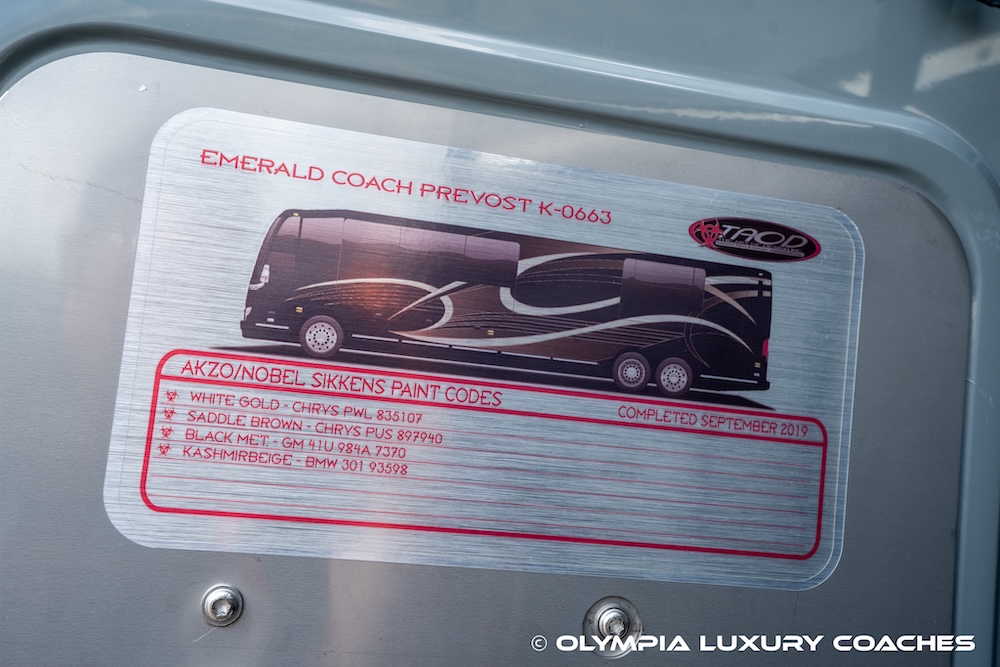 EMERALD COACH PREVOST K-0663
TAOD
AKZO/NOBEL SIKKENS PAINT CODES
COMPLETED SEPTEMBER 2019
WHITE GOLD - CHRYS PWL 835107
SADDLE BROWN - CHRYS PUS 897940
BLACK MET. - GM 41U 984A 7370
KASHMIRBEIGE - BMW 301 93598
© OLYMPIA LUXURY COACHES